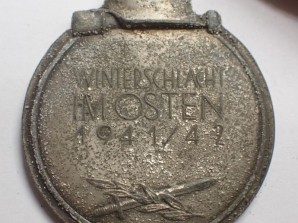 WINTERSCHLACHT
IM OSTEN
1941/42